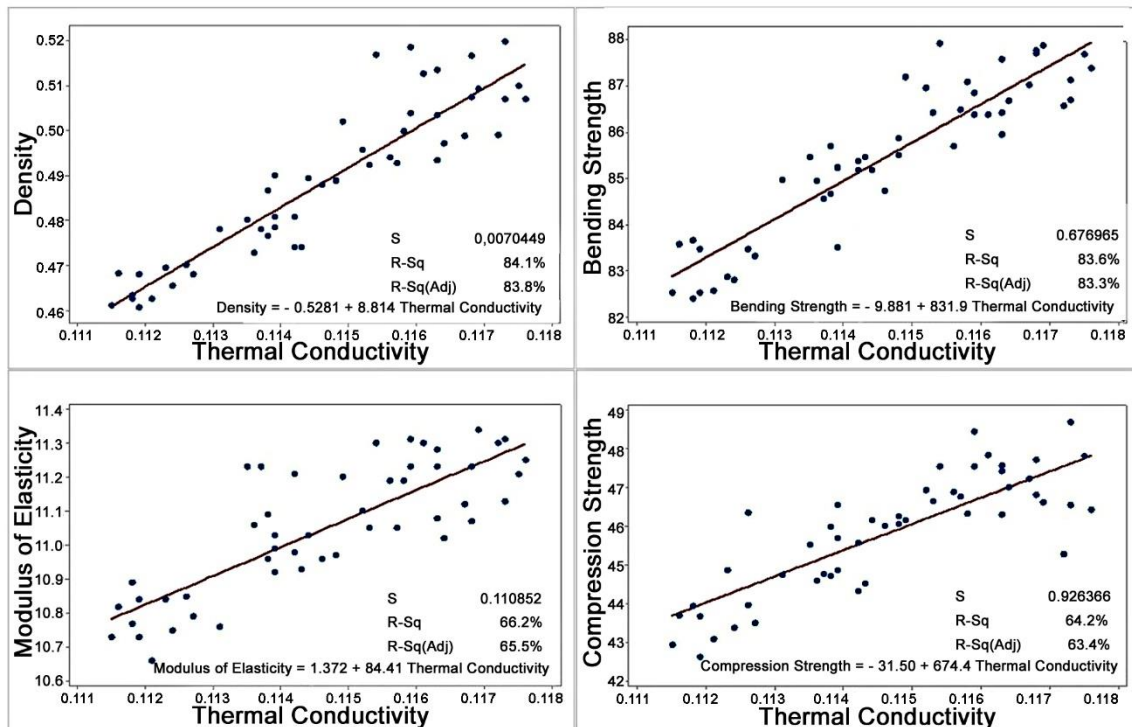 Density
0.52
0.51
0.50
0.49
0.48
0.47
0.46
S 0,0070449
R-Sq 84.1%
R-Sq(Adj) 83.8%
Density = - 0.5281 + 8.814 Thermal Conductivity
0.111 0.112 0.113 0.114 0.115 0.116 0.117 0.118
Thermal Conductivity
Bending Strength
88
87
86
85
84
83
82
S 0.676965
R-Sq 83.6%
R-Sq(Adj) 83.3%
Bending Strength = - 9.881 + 831.9 Thermal Conductivity
0.111 0.112 0.113 0.114 0.115 0.116 0.117 0.118
Thermal Conductivity
Modulus of Elasticity
11.4
11.3
11.2
11.1
11.0
10.9
10.8
10.7
10.6
S 0.110852
R-Sq 66.2%
R-Sq(Adj) 65.5%
Modulus of Elasticity = 1.372 + 84.41 Thermal Conductivity
0.111 0.112 0.113 0.114 0.115 0.116 0.117 0.118
Thermal Conductivity
Compression Strength
49
48
47
46
45
44
43
42
S 0.926366
R-Sq 64.2%
R-Sq(Adj) 63.4%
Compression Strength = - 31.50 + 674.4 Thermal Conductivity
0.111 0.112 0.113 0.114 0.115 0.116 0.117 0.118
Thermal Conductivity